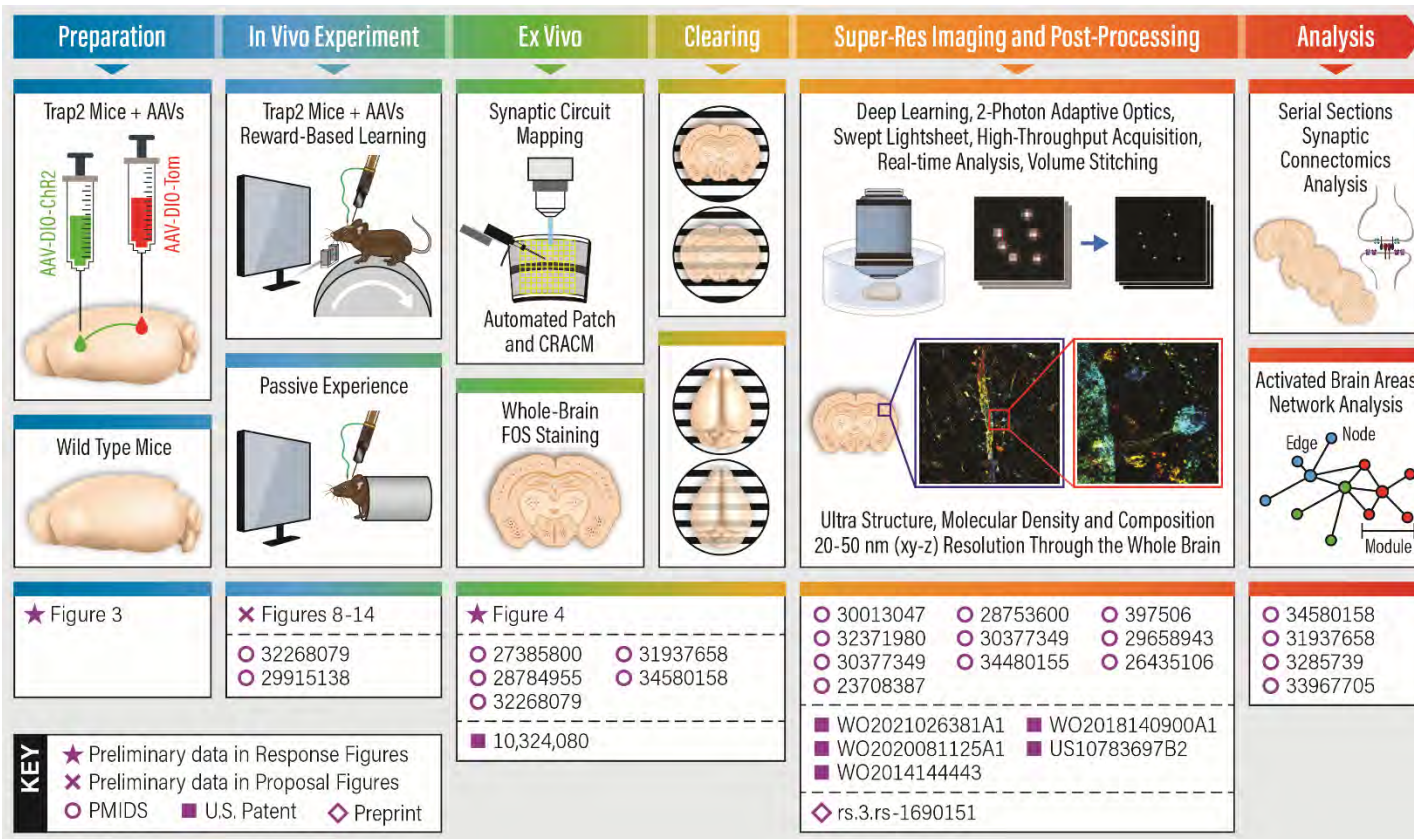 Preparation
In Vivo Experiment
Ex Vivo
Clearing
Super-Res Imaging and Post-Processing
Analysis
Trap2 Mice + AAVs
AAV-DIO-ChR2
AAV-DIO-Tom
Wild Type Mice
Trap2 Mice + AAVs
Reward-Based Learning
Passive Experience
Synaptic Circuit
Mapping
Automated Patch
and CRACM
Whole-Brain
FOS Staining
Deep Learning, 2-Photon Adaptive Optics,
Swept Lightsheet, High-Throughput Acquisition,
Real-time Analysis, Volume Stitching
Ultra Structure, Molecular Density and Composition
20-50 nm (xy-z) Resolution Through the Whole Brain
Serial Sections
Synaptic
Connectomics
Analysis
Activated Brain Areas
Network Analysis
Edge
Node
Module
Figure 3
Figures 8-14
32268079
29915138
Figure 4
27385800
31937658
28784955
34580158
32268079
10,324,080
30013047
28753600
397506
32371980
30377349
29658943
30377349
34480155
26435106
23708387
WO2021026381A1
WO2018140900A1
WO2020081125A1
US10783697B2
WO2014144443
rs.3.rs-1690151
34580158
31937658
3285739
33967705
KEY
Preliminary data in Response Figures
Preliminary data in Proposal Figures
PMIDS
U.S. Patent
Preprint